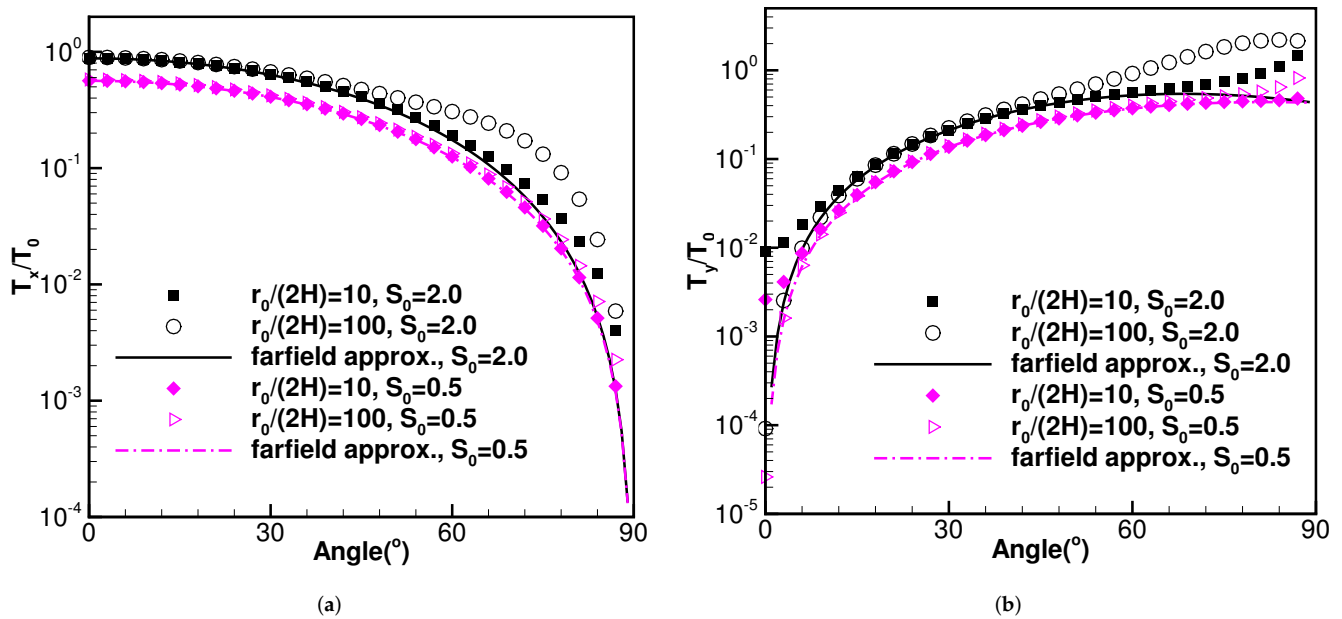 10⁰
10⁻¹
10⁻²
10⁻³
10⁻⁴
Tₓ/T₀
r₀/(2H)=10, S₀=2.0
r₀/(2H)=100, S₀=2.0
farfield approx., S₀=2.0
r₀/(2H)=10, S₀=0.5
r₀/(2H)=100, S₀=0.5
farfield approx., S₀=0.5
0 30 60 90
Angle(°)
(a)
10⁰
10⁻¹
10⁻²
10⁻³
10⁻⁴
10⁻⁵
T_y/T₀
r₀/(2H)=10, S₀=2.0
r₀/(2H)=100, S₀=2.0
farfield approx., S₀=2.0
r₀/(2H)=10, S₀=0.5
r₀/(2H)=100, S₀=0.5
farfield approx., S₀=0.5
0 30 60 90
Angle(°)
(b)